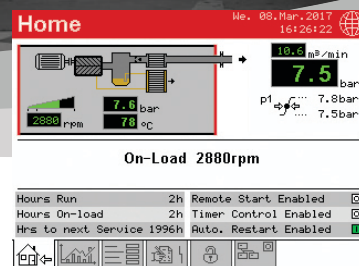 Home
We. 08.Mar.2017
16:26:22
10.6 m³/min
7.5 bar
p1 7.8bar
7.5bar
7.6 bar
2880 rpm
78 °C
On-Load 2880rpm
Hours Run 2h Remote Start Enabled
Hours On-load 2h Timer Control Enabled
Hrs to next Service 1996h Auto. Restart Enabled